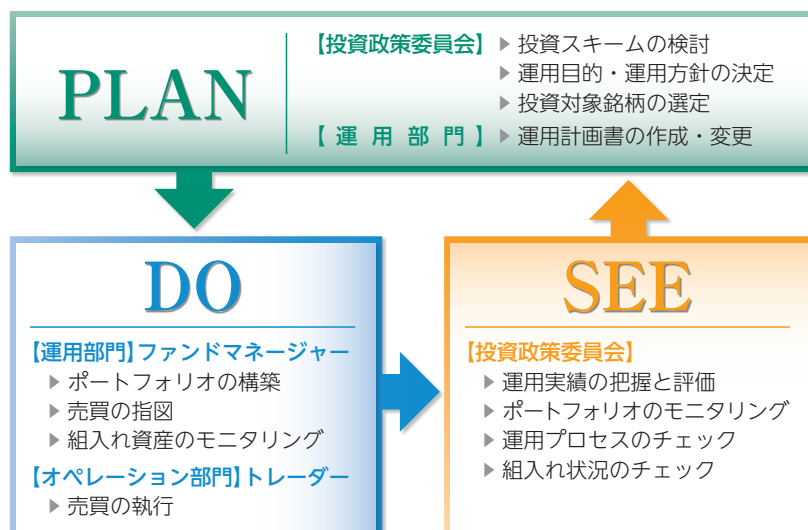 PLAN
【投資政策委員会】▶ 投資スキームの検討
▶ 運用目的・運用方針の決定
▶ 投資対象銘柄の選定
【運用部門】▶ 運用計画書の作成・変更
DO
【運用部門】ファンドマネージャー
▶ ポートフォリオの構築
▶ 売買の指図
▶ 組入れ資産のモニタリング
【オペレーション部門】トレーダー
▶ 売買の執行
SEE
【投資政策委員会】
▶ 運用実績の把握と評価
▶ ポートフォリオのモニタリング
▶ 運用プロセスのチェック
▶ 組入れ状況のチェック